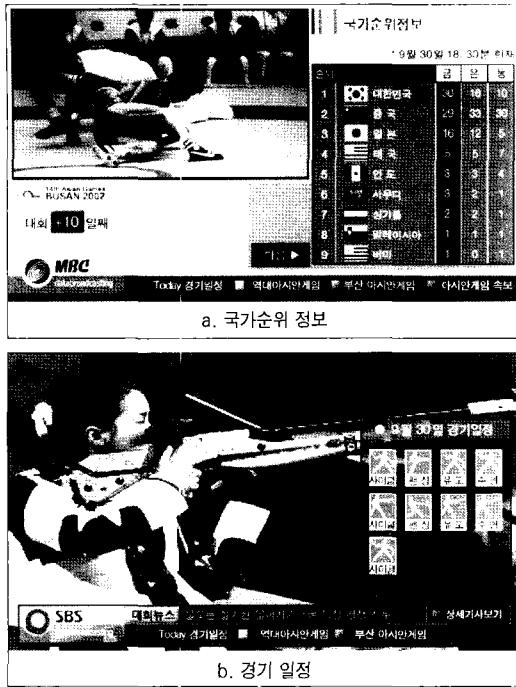 국가순위정보
9월 30일 18:30분 현재
순위 금 은 동
1 대한민국 30 16 10
2 중국 29 33 30
3 일본 16 12 5
4 태국 7
5 인도 3 3 4
6 사우디 3 2 1
7 싱가폴 2 2 1
8 말레이시아 1 1 1
9 버마 1 0 1
14th Asian Games
BUSAN 2002
대회 +10 일째
다음 ▶
MBC
databroadcasting
Today 경기일정 역대아시안게임 부산 아시안게임 아시안게임 속보
a. 국가순위 정보
9월 30일 경기일정
사이클 펜싱 유도 수영
사이클 펜싱 유도 수영
사이클
SBS
대회뉴스
상세기사보기
Today 경기일정 역대아시안게임 부산 아시안게임
b. 경기 일정